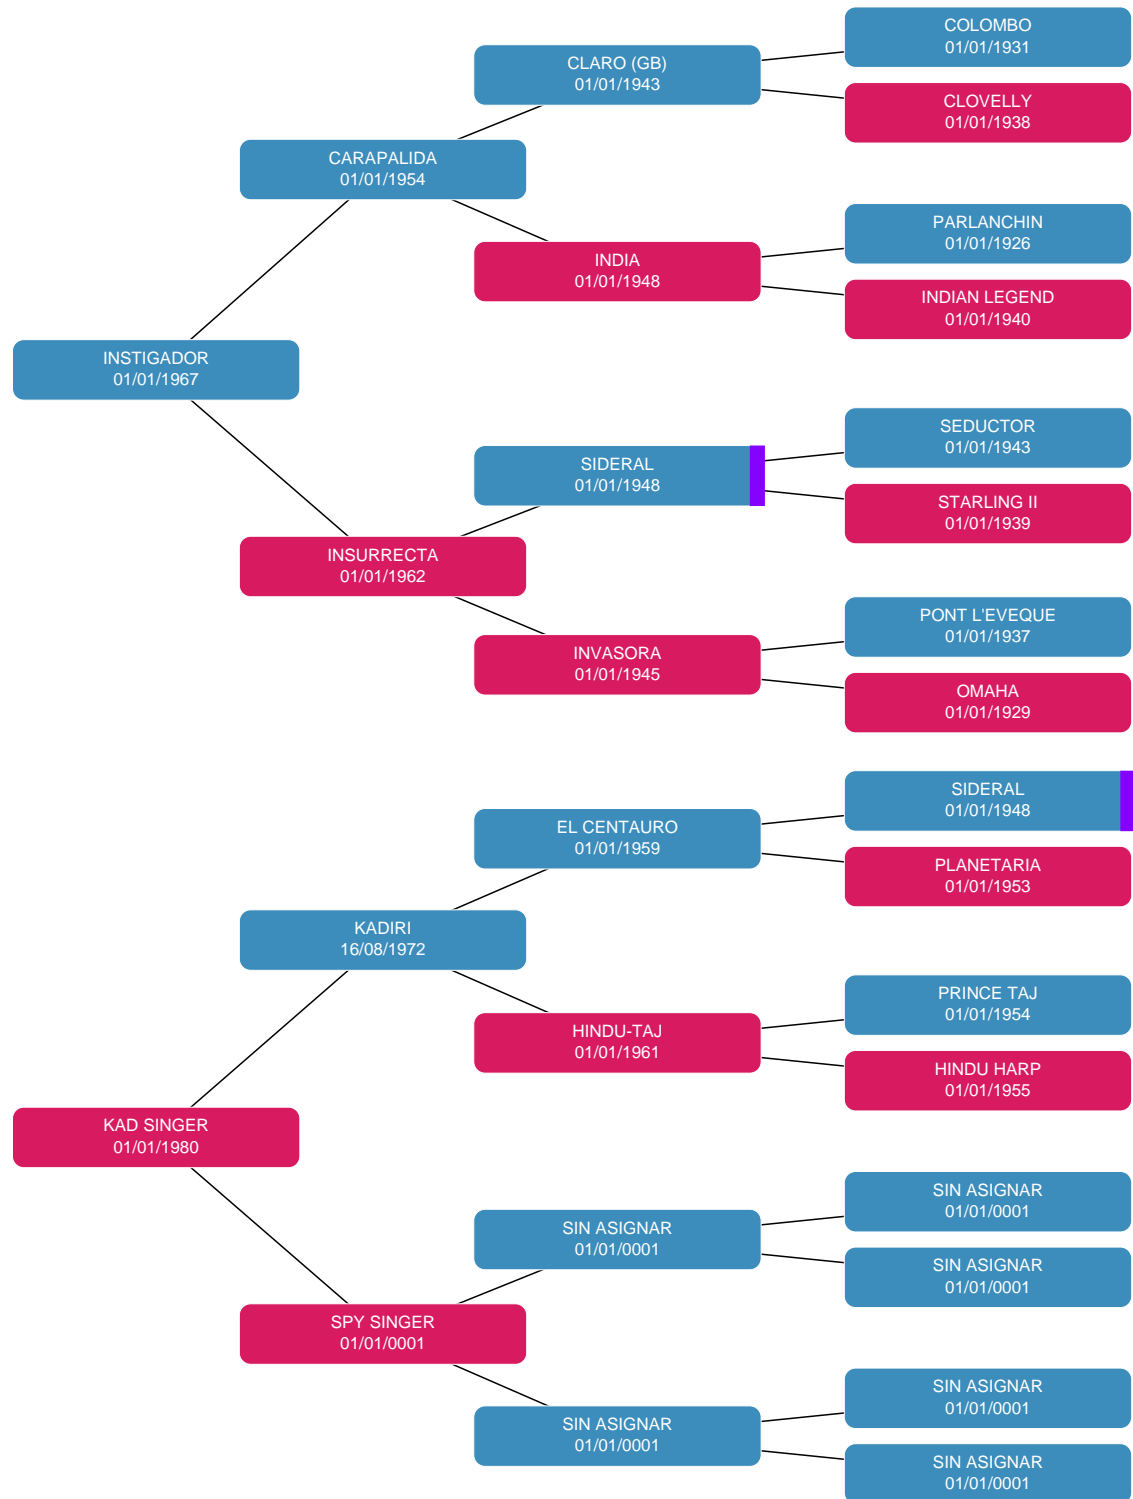 COLOMBO
01/01/1931
CLARO (GB)
01/01/1943
CLOVELLY
01/01/1938
CARAPALIDA
01/01/1954
PARLANCHIN
01/01/1926
INDIA
01/01/1948
INDIAN LEGEND
01/01/1940
INSTIGADOR
01/01/1967
SEDUCTOR
01/01/1943
SIDERAL
01/01/1948
STARLING II
01/01/1939
INSURRECTA
01/01/1962
PONT L'EVEQUE
01/01/1937
INVASORA
01/01/1945
OMAHA
01/01/1929
SIDERAL
01/01/1948
EL CENTAURO
01/01/1959
PLANETARIA
01/01/1953
KADIRI
16/08/1972
PRINCE TAJ
01/01/1954
HINDU-TAJ
01/01/1961
HINDU HARP
01/01/1955
KAD SINGER
01/01/1980
SIN ASIGNAR
01/01/0001
SIN ASIGNAR
01/01/0001
SIN ASIGNAR
01/01/0001
SPY SINGER
01/01/0001
SIN ASIGNAR
01/01/0001
SIN ASIGNAR
01/01/0001
SIN ASIGNAR
01/01/0001